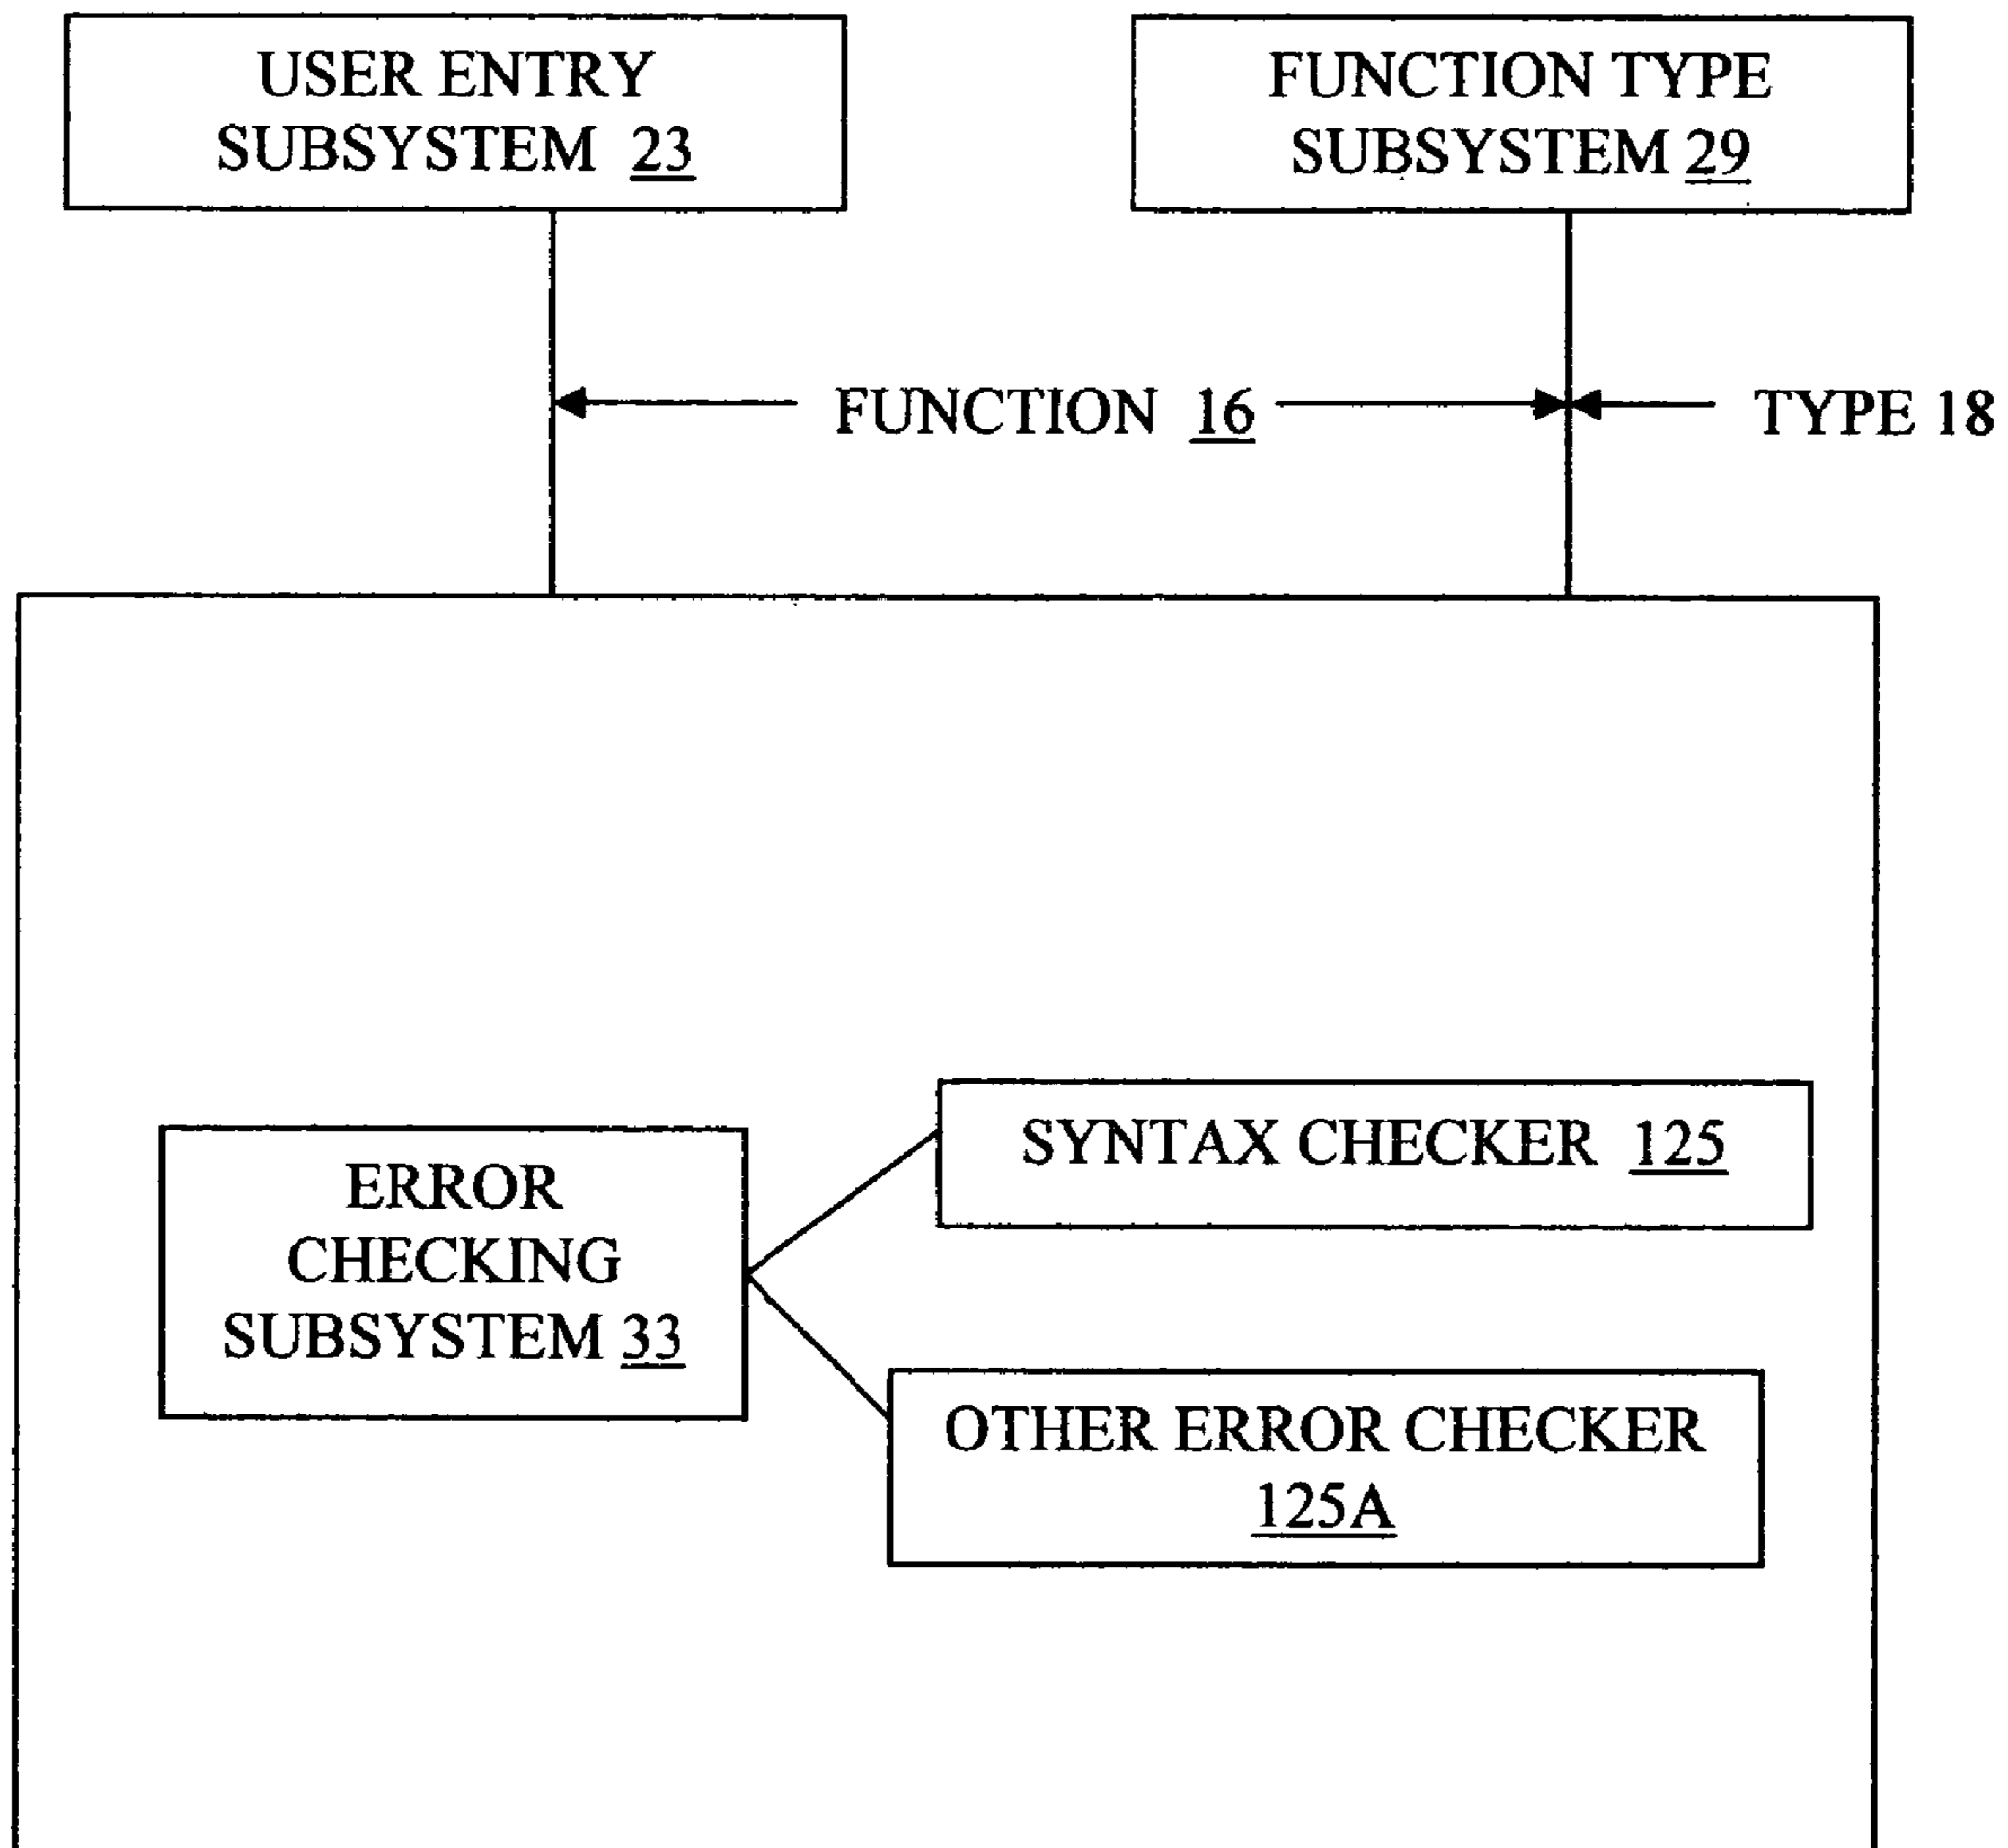 USER ENTRY
SUBSYSTEM 23
FUNCTION TYPE
SUBSYSTEM 29
FUNCTION 16
TYPE 18
SYNTAX CHECKER 125
ERROR
CHECKING
SUBSYSTEM 33
OTHER ERROR CHECKER
125A